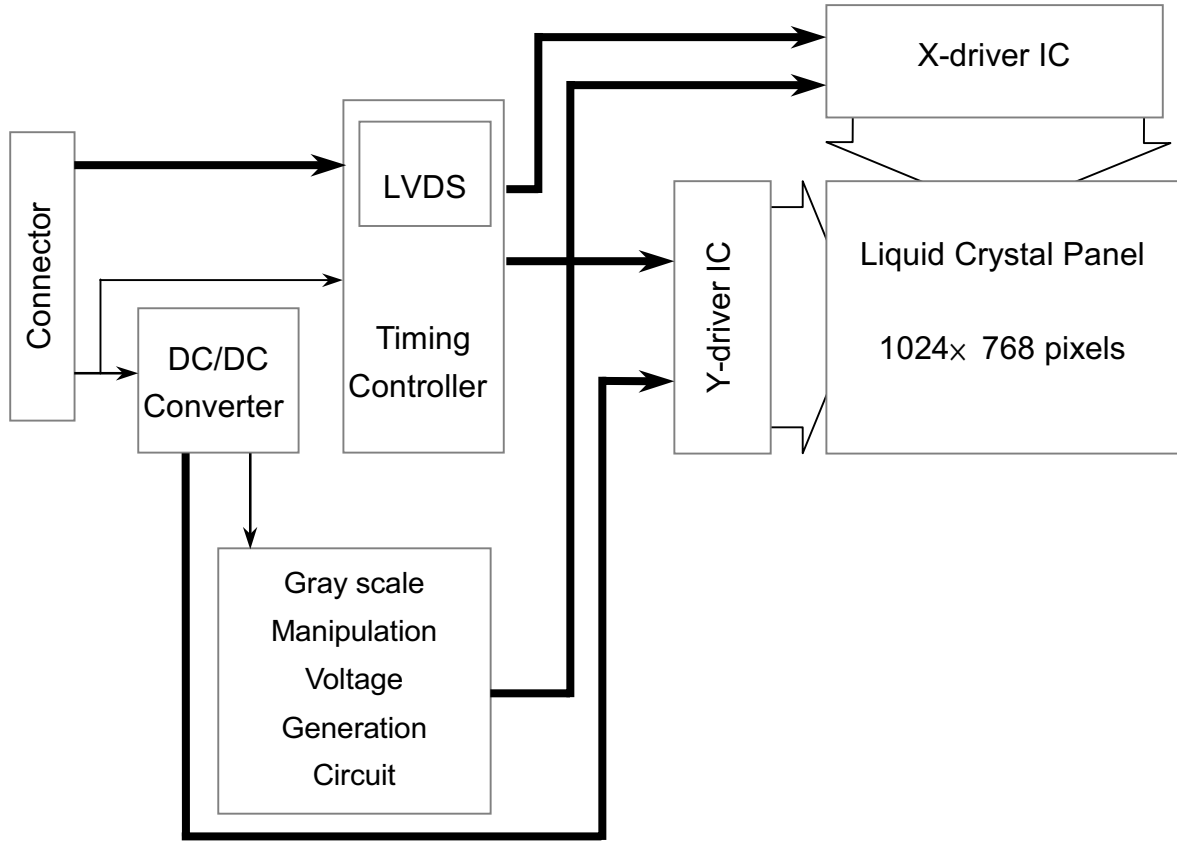 X-driver IC
Connector
LVDS
Timing
Controller
DC/DC
Converter
Y-driver IC
Liquid Crystal Panel
1024× 768 pixels
Gray scale
Manipulation
Voltage
Generation
Circuit